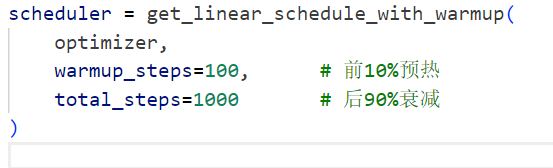 scheduler = get_linear_schedule_with_warmup(
    optimizer,
    warmup_steps=100,      # 前10%预热
    total_steps=1000       # 后90%衰减
)